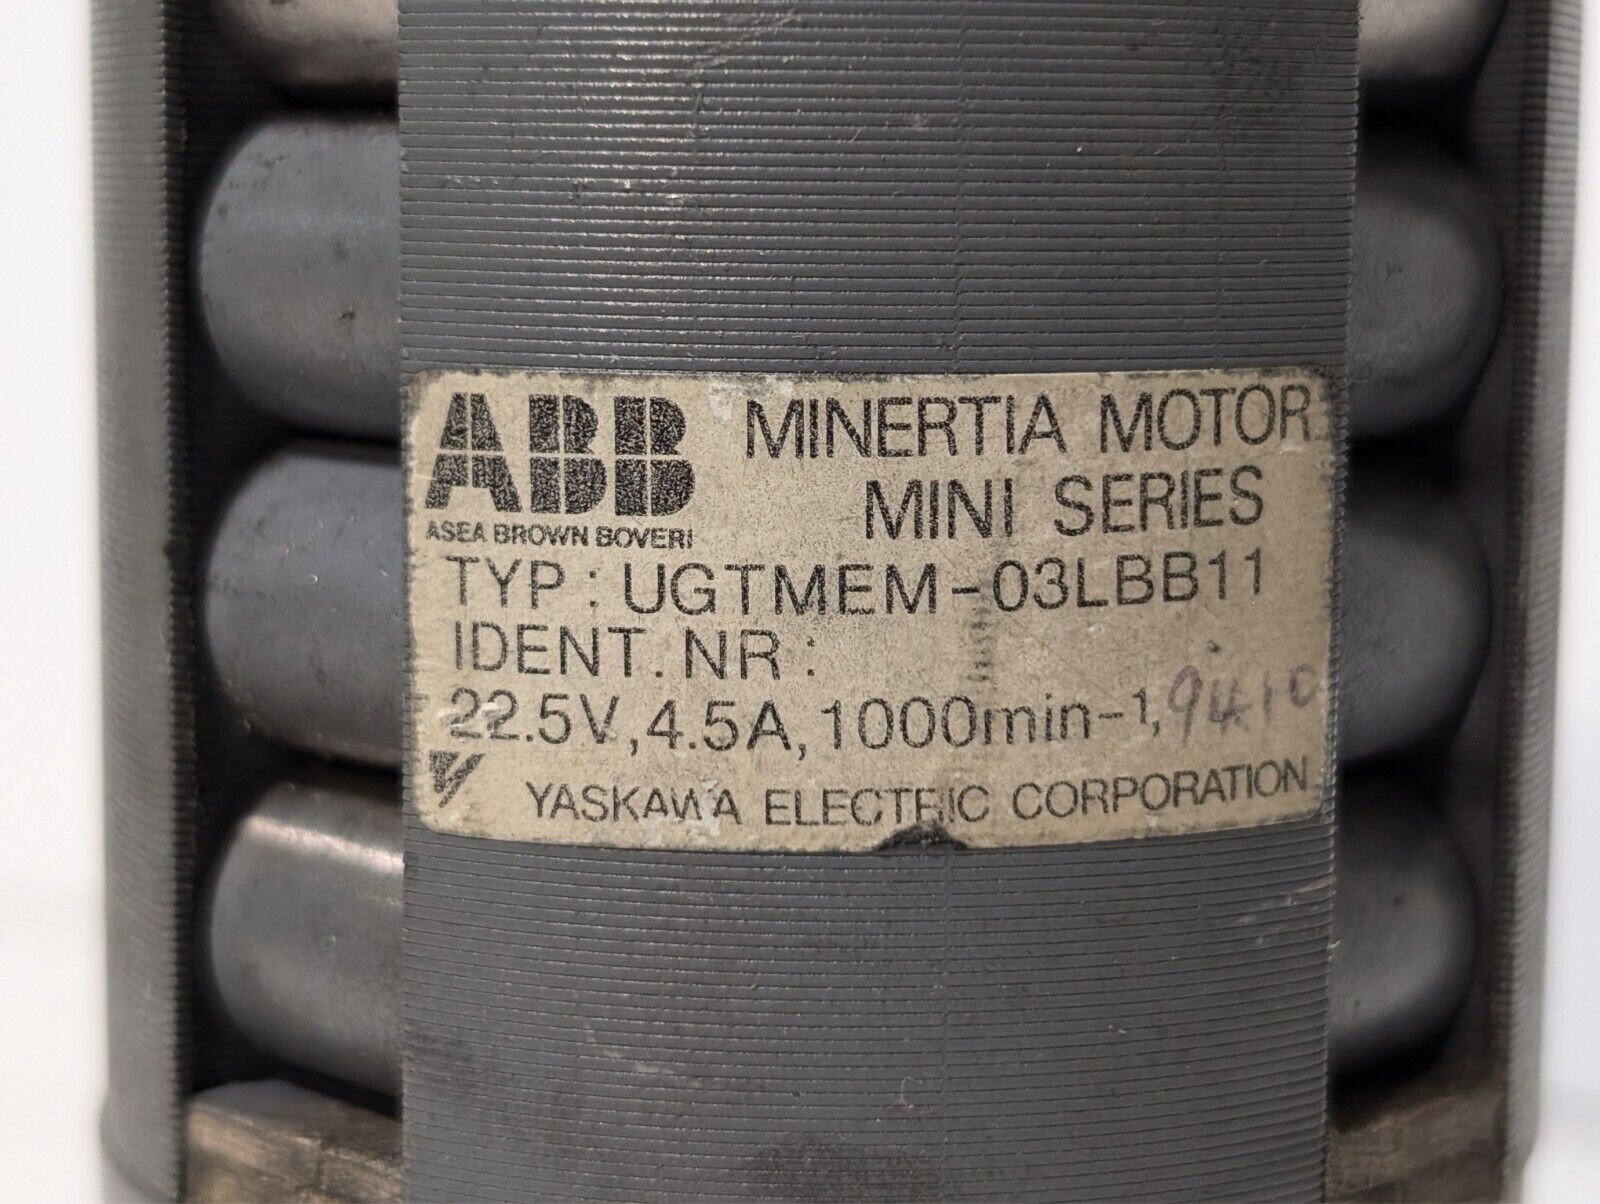 ABB MINERTIA MOTOR
MINI SERIES
ASEA BROWN BOVERI
TYP : UGTMEM-03LBB11
IDENT. NR :
22.5V, 4.5A, 1000min-1, 9410
YASKAWA ELECTRIC CORPORATION